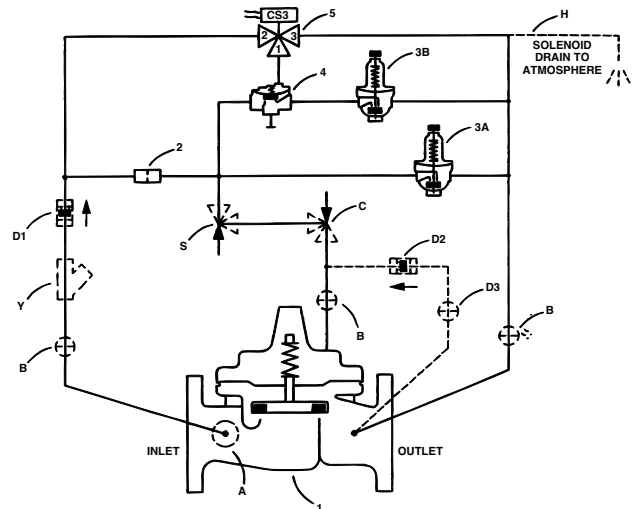 CS3
5
H
2
3
1
SOLENOID
DRAIN TO
ATMOSPHERE
3B
4
3A
2
C
D1
S
D2
Y
D3
B
B
B
INLET
OUTLET
A
1